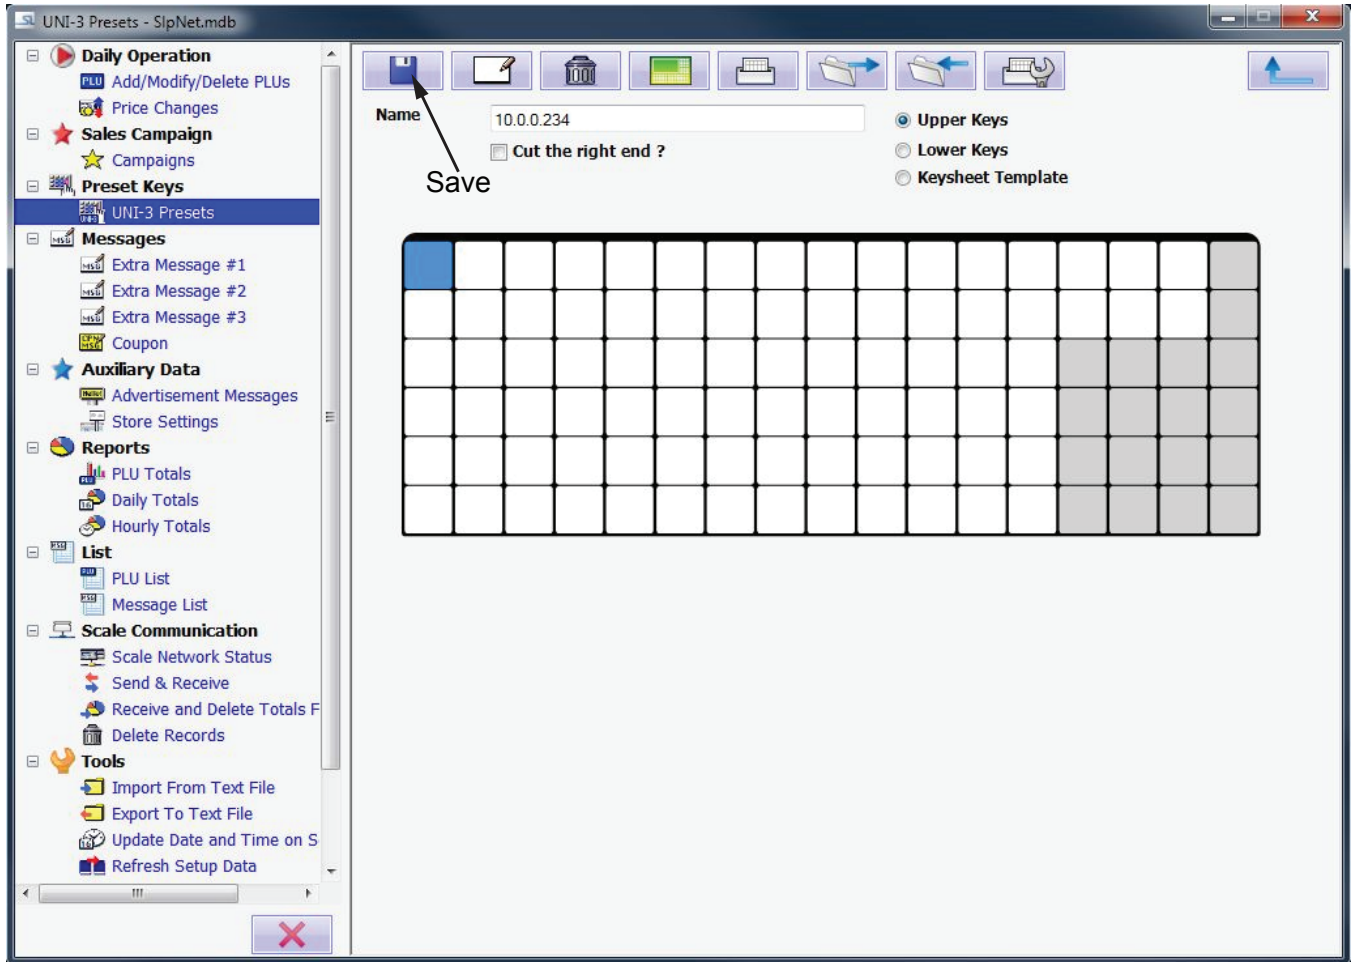 UNI-3 Presets - SlpNet.mdb
Daily Operation
PLU Add/Modify/Delete PLUs
Price Changes
Sales Campaign
Campaigns
Preset Keys
UNI-3 Presets
Messages
Extra Message #1
Extra Message #2
Extra Message #3
Coupon
Auxiliary Data
Advertisement Messages
Store Settings
Reports
PLU Totals
Daily Totals
Hourly Totals
List
PLU List
Message List
Scale Communication
Scale Network Status
Send & Receive
Receive and Delete Totals F
Delete Records
Tools
Import From Text File
Export To Text File
Update Date and Time on S
Refresh Setup Data
Name
10.0.0.234
Cut the right end ?
Save
Upper Keys
Lower Keys
Keysheet Template